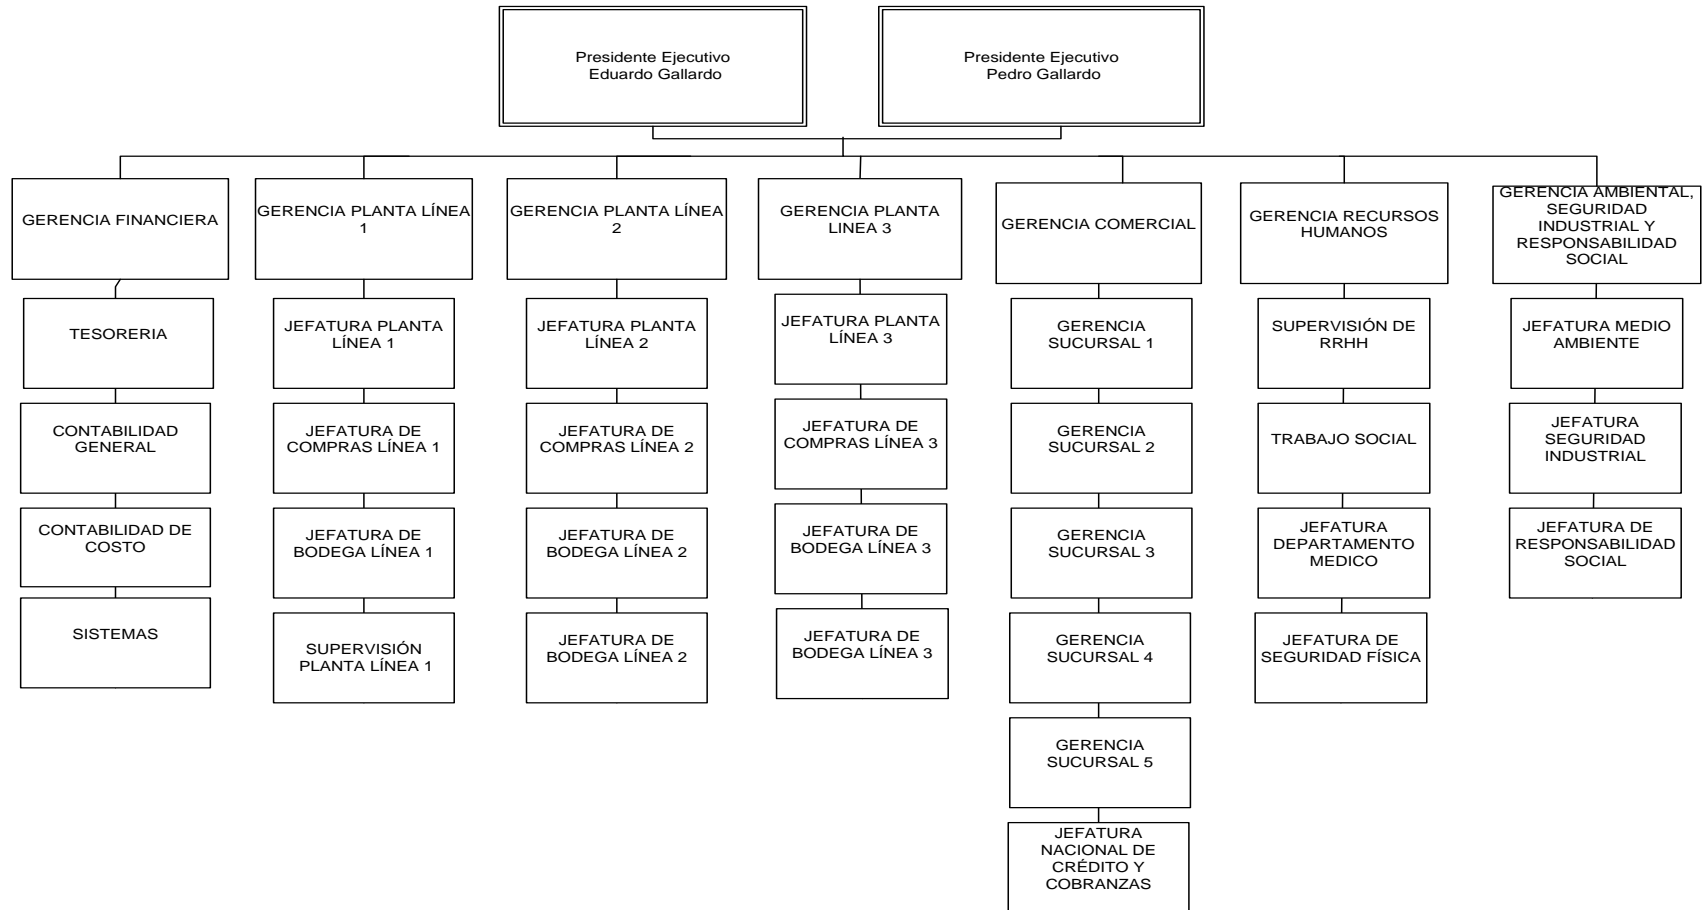 Presidente Ejecutivo
Eduardo Gallardo
Presidente Ejecutivo
Pedro Gallardo
GERENCIA FINANCIERA
GERENCIA PLANTA LÍNEA
1
GERENCIA PLANTA LÍNEA
2
GERENCIA PLANTA
LINEA 3
GERENCIA COMERCIAL
GERENCIA RECURSOS
HUMANOS
GERENCIA AMBIENTAL,
SEGURIDAD
INDUSTRIAL Y
RESPONSABILIDAD
SOCIAL
TESORERIA
JEFATURA PLANTA
LÍNEA 1
JEFATURA PLANTA
LÍNEA 2
JEFATURA PLANTA
LÍNEA 3
GERENCIA
SUCURSAL 1
SUPERVISIÓN DE
RRHH
JEFATURA MEDIO
AMBIENTE
CONTABILIDAD
GENERAL
JEFATURA DE
COMPRAS LÍNEA 1
JEFATURA DE
COMPRAS LÍNEA 2
JEFATURA DE
COMPRAS LÍNEA 3
GERENCIA
SUCURSAL 2
TRABAJO SOCIAL
JEFATURA
SEGURIDAD
INDUSTRIAL
CONTABILIDAD DE
COSTO
JEFATURA DE
BODEGA LÍNEA 1
JEFATURA DE
BODEGA LÍNEA 2
JEFATURA DE
BODEGA LÍNEA 3
GERENCIA
SUCURSAL 3
JEFATURA
DEPARTAMENTO
MEDICO
JEFATURA DE
RESPONSABILIDAD
SOCIAL
SISTEMAS
SUPERVISIÓN
PLANTA LÍNEA 1
JEFATURA DE
BODEGA LÍNEA 2
JEFATURA DE
BODEGA LÍNEA 3
GERENCIA
SUCURSAL 4
JEFATURA DE
SEGURIDAD FÍSICA
GERENCIA
SUCURSAL 5
JEFATURA
NACIONAL DE
CRÉDITO Y
COBRANZAS